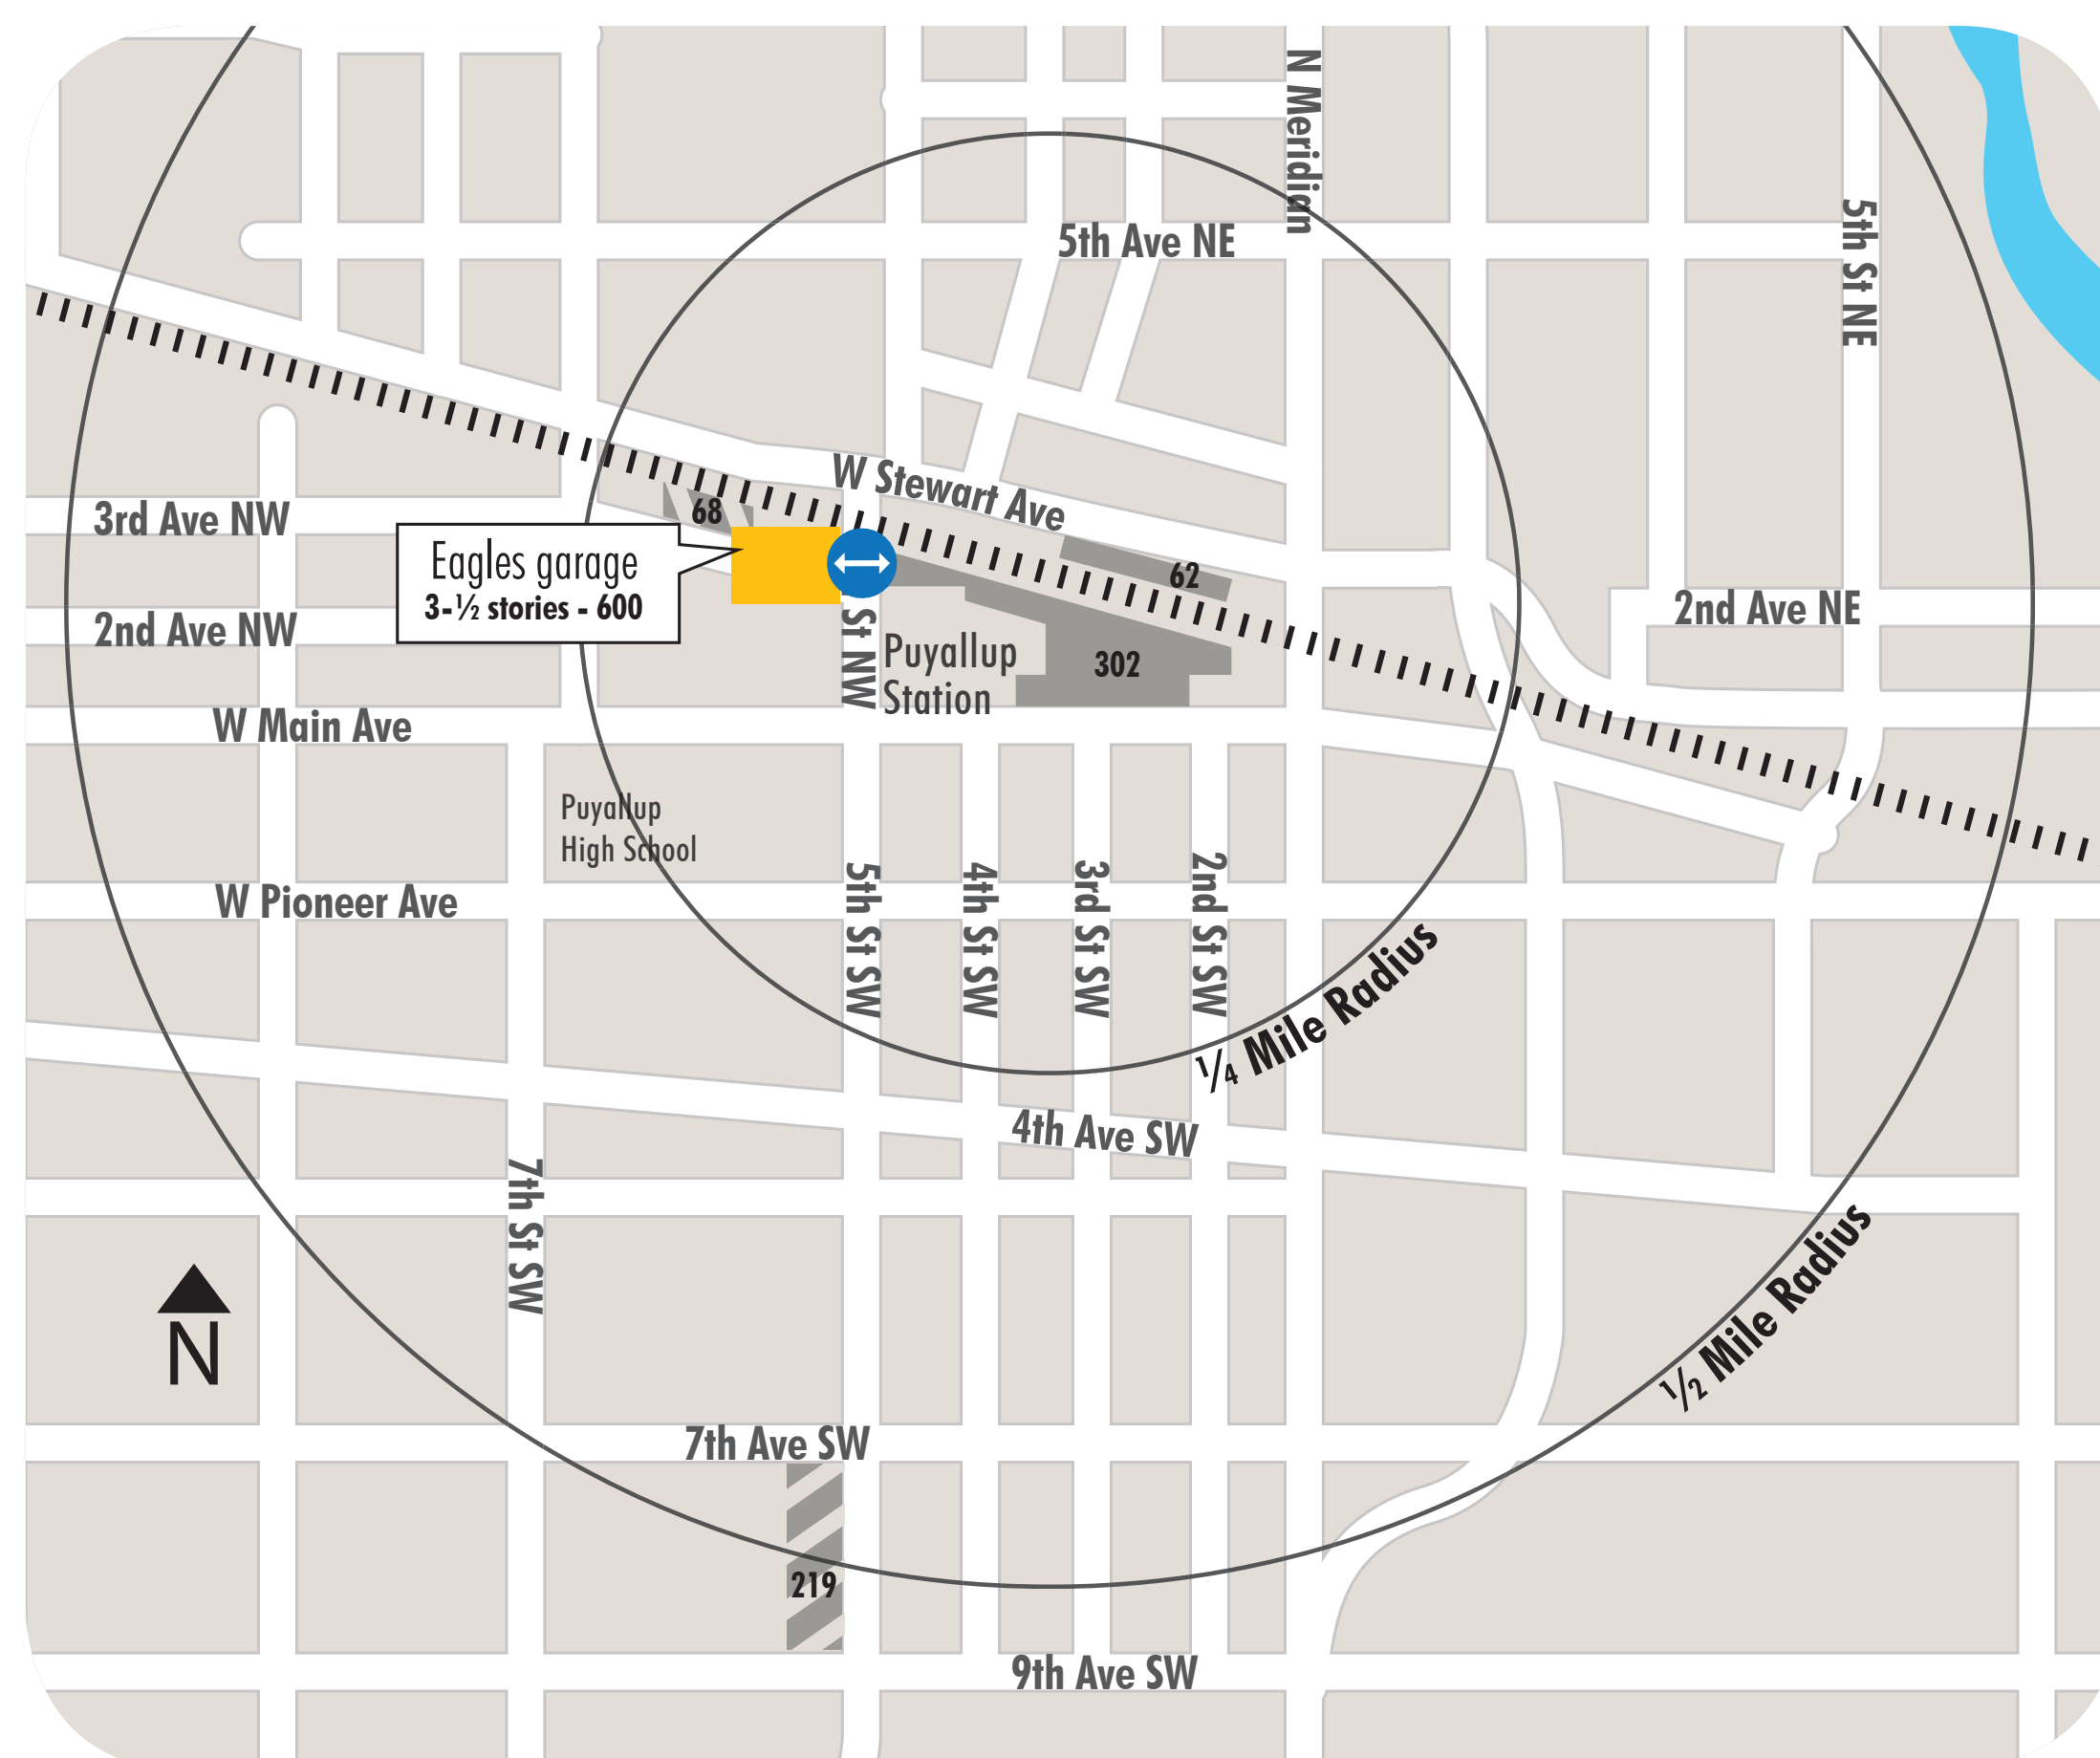 N Meridian
5th Ave NE
5th St NE
W Stewart Ave
3rd Ave NW
68
Eagles garage
3-½ stories - 600
62
2nd Ave NW
2nd Ave NE
St NW
Puyallup
Station
302
W Main Ave
Puyallup
High School
W Pioneer Ave
5th St SW
4th St SW
3rd St SW
2nd St SW
¼ Mile Radius
4th Ave SW
7th St SW
½ Mile Radius
N
7th Ave SW
219
9th Ave SW